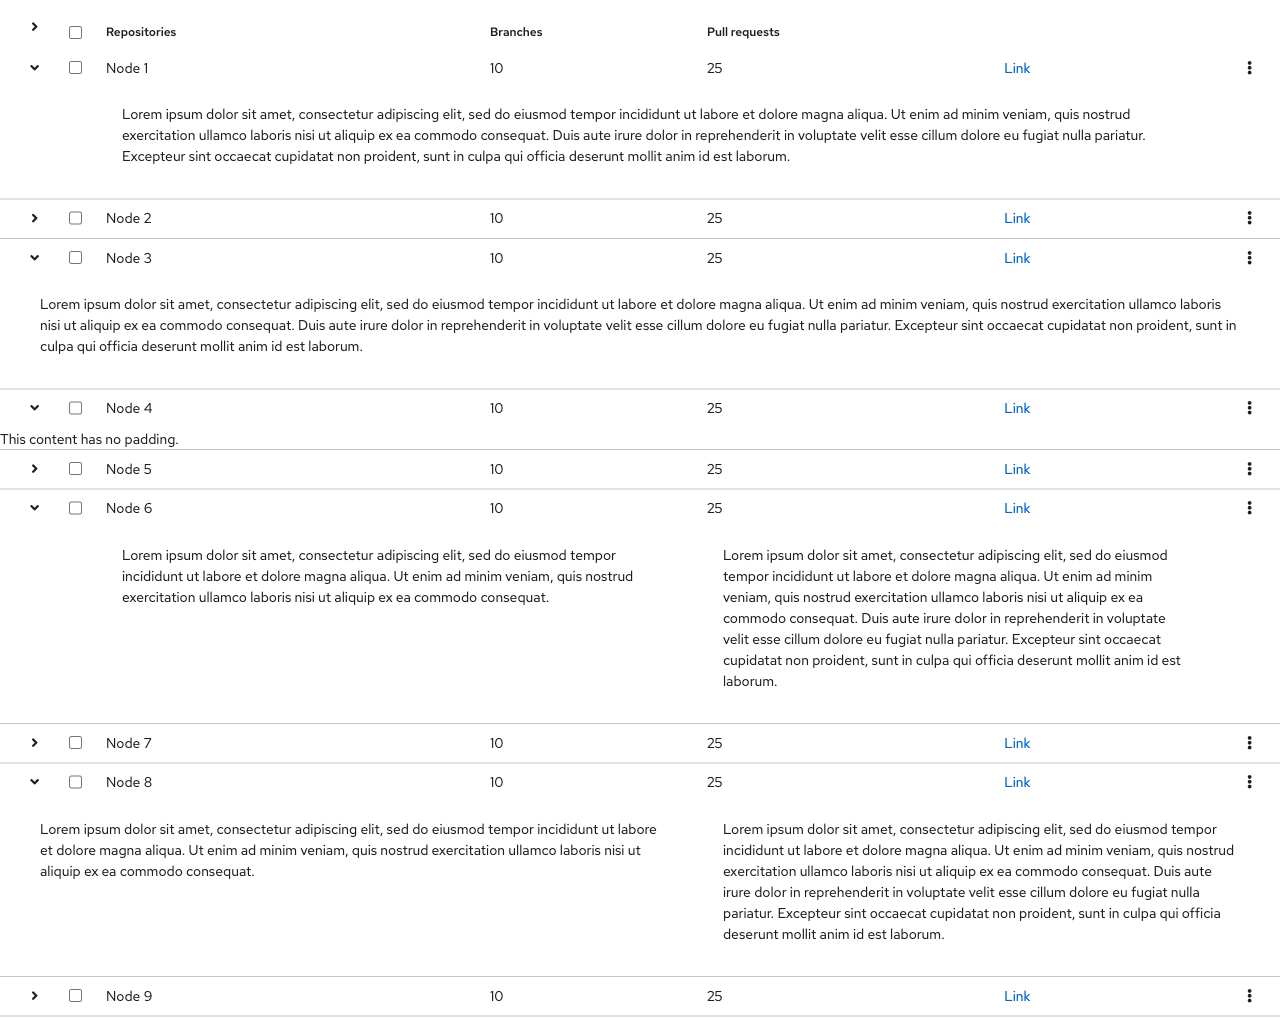 Repositories Branches Pull requests
Node 1 10 25 Link
Lorem ipsum dolor sit amet, consectetur adipiscing elit, sed do eiusmod tempor incididunt ut labore et dolore magna aliqua. Ut enim ad minim veniam, quis nostrud
exercitation ullamco laboris nisi ut aliquip ex ea commodo consequat. Duis aute irure dolor in reprehenderit in voluptate velit esse cillum dolore eu fugiat nulla pariatur.
Excepteur sint occaecat cupidatat non proident, sunt in culpa qui officia deserunt mollit anim id est laborum.
Node 2 10 25 Link
Node 3 10 25 Link
Lorem ipsum dolor sit amet, consectetur adipiscing elit, sed do eiusmod tempor incididunt ut labore et dolore magna aliqua. Ut enim ad minim veniam, quis nostrud exercitation ullamco laboris
nisi ut aliquip ex ea commodo consequat. Duis aute irure dolor in reprehenderit in voluptate velit esse cillum dolore eu fugiat nulla pariatur. Excepteur sint occaecat cupidatat non proident, sunt in
culpa qui officia deserunt mollit anim id est laborum.
Node 4 10 25 Link
This content has no padding.
Node 5 10 25 Link
Node 6 10 25 Link
Lorem ipsum dolor sit amet, consectetur adipiscing elit, sed do eiusmod tempor
incididunt ut labore et dolore magna aliqua. Ut enim ad minim veniam, quis nostrud
exercitation ullamco laboris nisi ut aliquip ex ea commodo consequat.
Lorem ipsum dolor sit amet, consectetur adipiscing elit, sed do eiusmod
tempor incididunt ut labore et dolore magna aliqua. Ut enim ad minim
veniam, quis nostrud exercitation ullamco laboris nisi ut aliquip ex ea
commodo consequat. Duis aute irure dolor in reprehenderit in voluptate
velit esse cillum dolore eu fugiat nulla pariatur. Excepteur sint occaecat
cupidatat non proident, sunt in culpa qui officia deserunt mollit anim id est
laborum.
Node 7 10 25 Link
Node 8 10 25 Link
Lorem ipsum dolor sit amet, consectetur adipiscing elit, sed do eiusmod tempor incididunt ut labore
et dolore magna aliqua. Ut enim ad minim veniam, quis nostrud exercitation ullamco laboris nisi ut
aliquip ex ea commodo consequat.
Lorem ipsum dolor sit amet, consectetur adipiscing elit, sed do eiusmod tempor
incididunt ut labore et dolore magna aliqua. Ut enim ad minim veniam, quis nostrud
exercitation ullamco laboris nisi ut aliquip ex ea commodo consequat. Duis aute
irure dolor in reprehenderit in voluptate velit esse cillum dolore eu fugiat nulla
pariatur. Excepteur sint occaecat cupidatat non proident, sunt in culpa qui officia
deserunt mollit anim id est laborum.
Node 9 10 25 Link